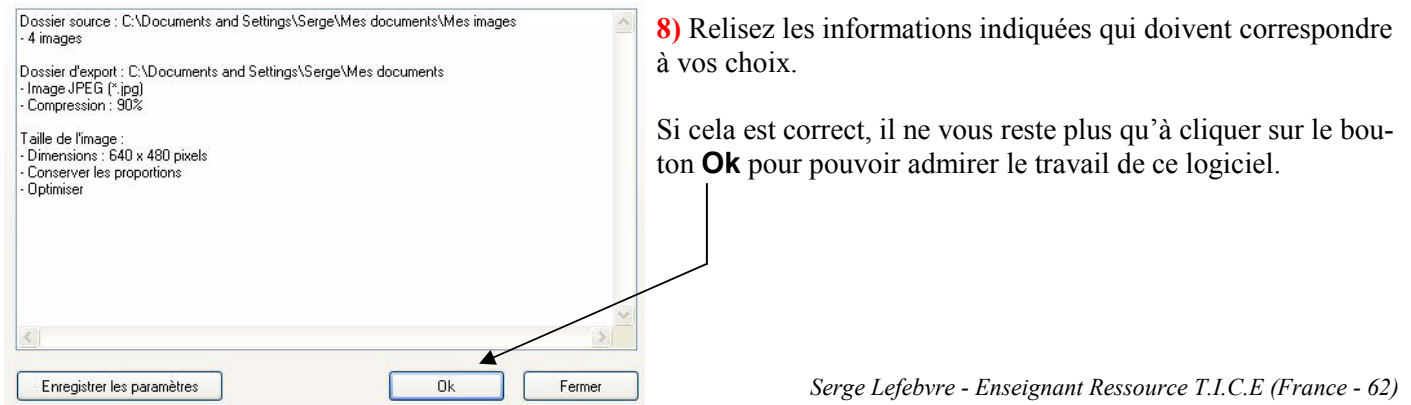 Dossier source : C:\Documents and Settings\Serge\Mes documents\Mes images
- 4 images
Dossier d'export : C:\Documents and Settings\Serge\Mes documents
- Image JPEG (*.jpg)
- Compression : 90%
Taille de l'image :
- Dimensions : 640 x 480 pixels
- Conserver les proportions
- Optimiser
Enregistrer les paramètres
Ok
Fermer
8) Relisez les informations indiquées qui doivent correspondre
à vos choix.
Si cela est correct, il ne vous reste plus qu’à cliquer sur le bou-
ton Ok pour pouvoir admirer le travail de ce logiciel.
Serge Lefebvre - Enseignant Ressource T.I.C.E (France - 62)